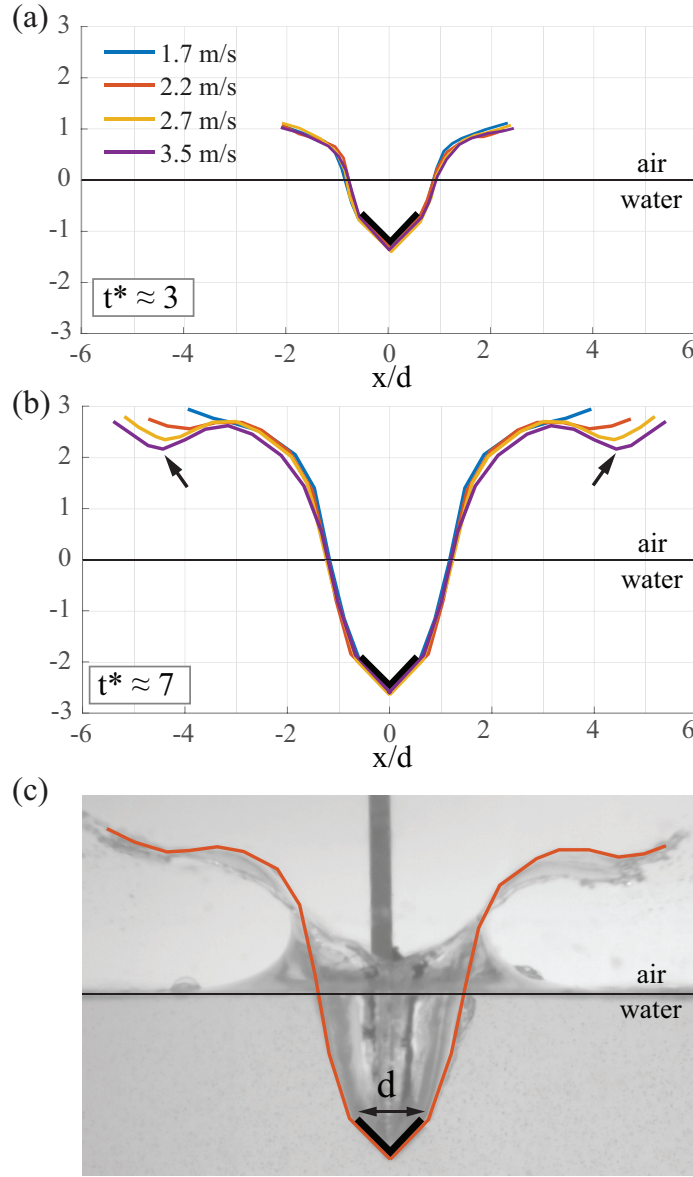 (a)
3
2
1
0
-1
-2
-3
1.7 m/s
2.2 m/s
2.7 m/s
3.5 m/s
air
water
t* ≈ 3
-6 -4 -2 0 2 4 6
x/d
(b)
3
2
1
0
-1
-2
-3
air
water
t* ≈ 7
-6 -4 -2 0 2 4 6
x/d
(c)
air
water
d